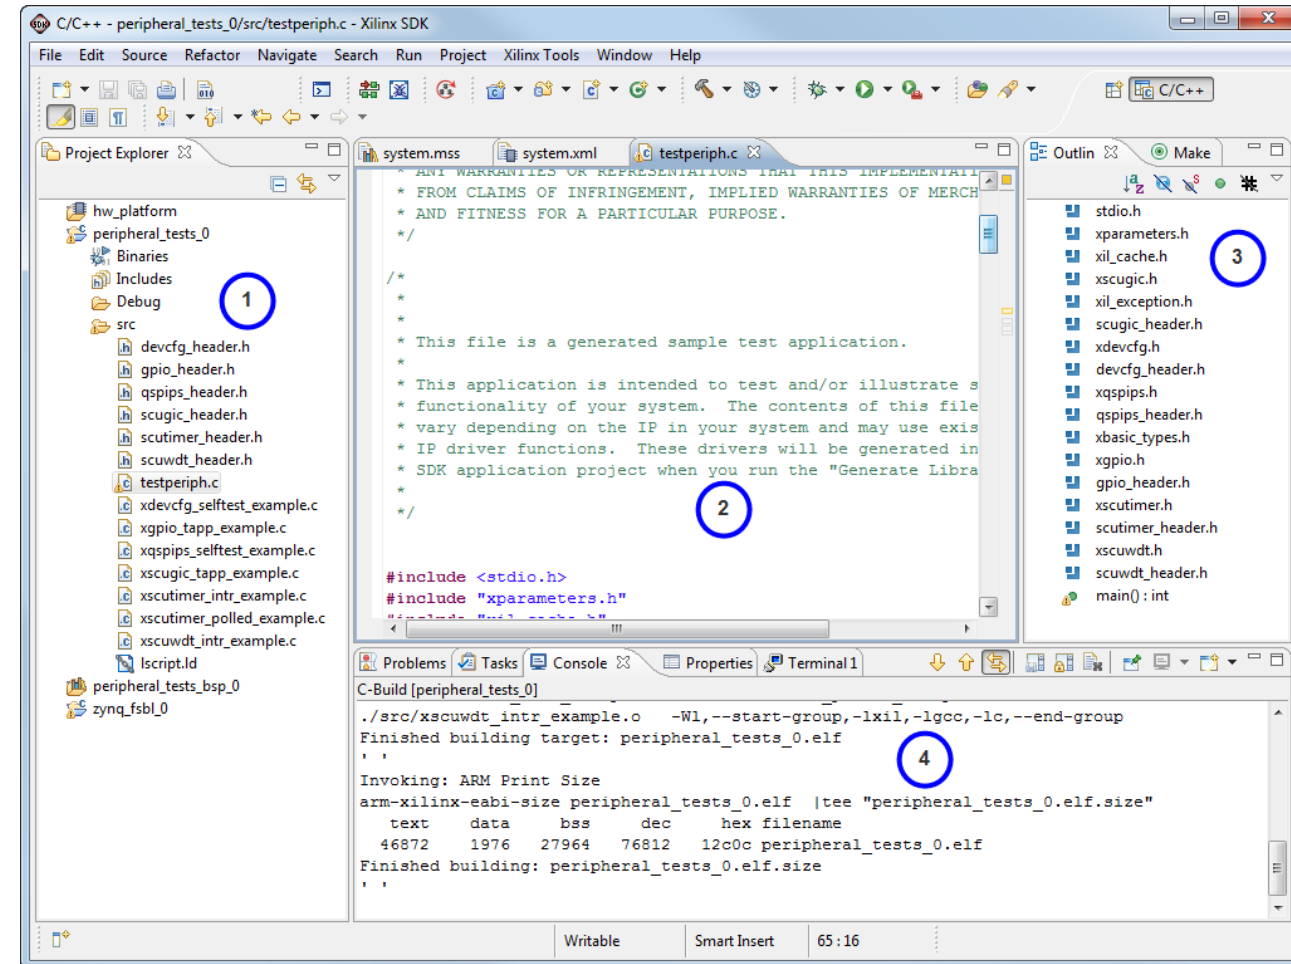 C/C++ - peripheral_tests_0/src/testperiph.c - Xilinx SDK
File Edit Source Refactor Navigate Search Run Project Xilinx Tools Window Help
C/C++
Project Explorer
hw_platform
peripheral_tests_0
Binaries
Includes
Debug
1
src
devcfg_header.h
gpio_header.h
qspips_header.h
scugic_header.h
scutimer_header.h
scuwdt_header.h
testperiph.c
xdevcfg_selftest_example.c
xgpio_tapp_example.c
xqspips_selftest_example.c
xscugic_tapp_example.c
xscutimer_intr_example.c
xscutimer_polled_example.c
xscuwdt_intr_example.c
lscript.ld
peripheral_tests_bsp_0
zynq_fsbl_0
system.mss system.xml testperiph.c
* ANY WARRANTIES OR REPRESENTATIONS THAT THIS IMPLEMENTATI
* FROM CLAIMS OF INFRINGEMENT, IMPLIED WARRANTIES OF MERCH
* AND FITNESS FOR A PARTICULAR PURPOSE.
*/
/*
*
*
* This file is a generated sample test application.
*
* This application is intended to test and/or illustrate s
* functionality of your system.  The contents of this file
* vary depending on the IP in your system and may use exis
* IP driver functions.  These drivers will be generated in
* SDK application project when you run the "Generate Libra
*
*/
2
#include <stdio.h>
#include "xparameters.h"
#include "xil_cache.h"
Outlin Make
stdio.h
xparameters.h
xil_cache.h
3
xscugic.h
xil_exception.h
scugic_header.h
xdevcfg.h
devcfg_header.h
xqspips.h
qspips_header.h
xbasic_types.h
xgpio.h
gpio_header.h
xscutimer.h
scutimer_header.h
xscuwdt.h
scuwdt_header.h
main() : int
Problems Tasks Console Properties Terminal 1
C-Build [peripheral_tests_0]
./src/xscuwdt_intr_example.o   -Wl,--start-group,-lxil,-lgcc,-lc,--end-group
Finished building target: peripheral_tests_0.elf
' '
4
Invoking: ARM Print Size
arm-xilinx-eabi-size peripheral_tests_0.elf  |tee "peripheral_tests_0.elf.size"
text data bss dec hex filename
46872 1976 27964 76812 12c0c peripheral_tests_0.elf
Finished building: peripheral_tests_0.elf.size
' '
Writable Smart Insert 65 : 16